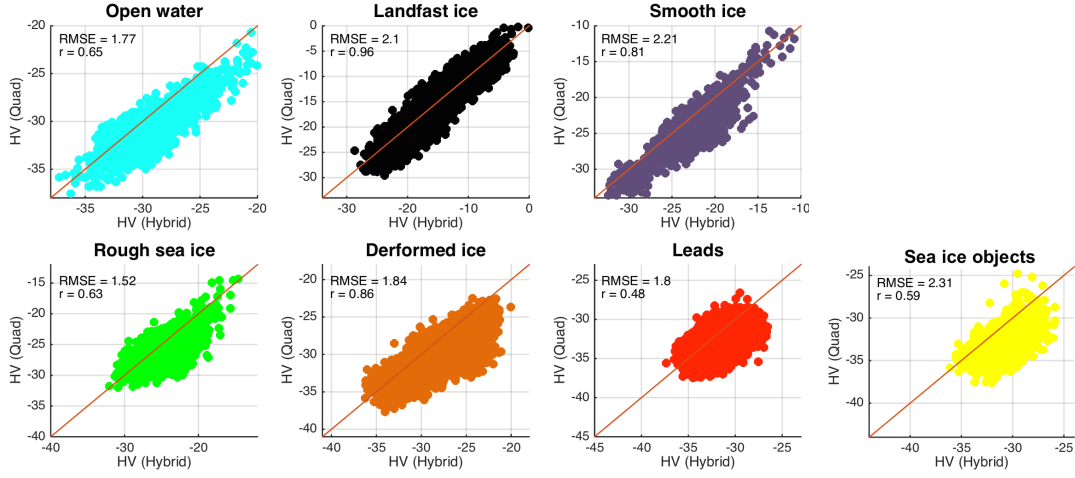 Open water
RMSE = 1.77
r = 0.65
-20
-25
-30
-35
HV (Quad)
-35
-30
-25
-20
HV (Hybrid)
Landfast ice
RMSE = 2.1
r = 0.96
0
-5
-10
-15
-20
-25
-30
HV (Quad)
-30
-20
-10
0
HV (Hybrid)
Smooth ice
RMSE = 2.21
r = 0.81
-10
-15
-20
-25
-30
HV (Quad)
-30
-25
-20
-15
-10
HV (Hybrid)
Rough sea ice
RMSE = 1.52
r = 0.63
-15
-20
-25
-30
-35
-40
HV (Quad)
-40
-30
-20
HV (Hybrid)
Derformed ice
RMSE = 1.84
r = 0.86
-20
-25
-30
-35
-40
HV (Quad)
-40
-35
-30
-25
-20
HV (Hybrid)
Leads
RMSE = 1.8
r = 0.48
-25
-30
-35
-40
-45
HV (Quad)
-45
-40
-35
-30
-25
HV (Hybrid)
Sea ice objects
RMSE = 2.31
r = 0.59
-25
-30
-35
-40
HV (Quad)
-40
-35
-30
-25
HV (Hybrid)